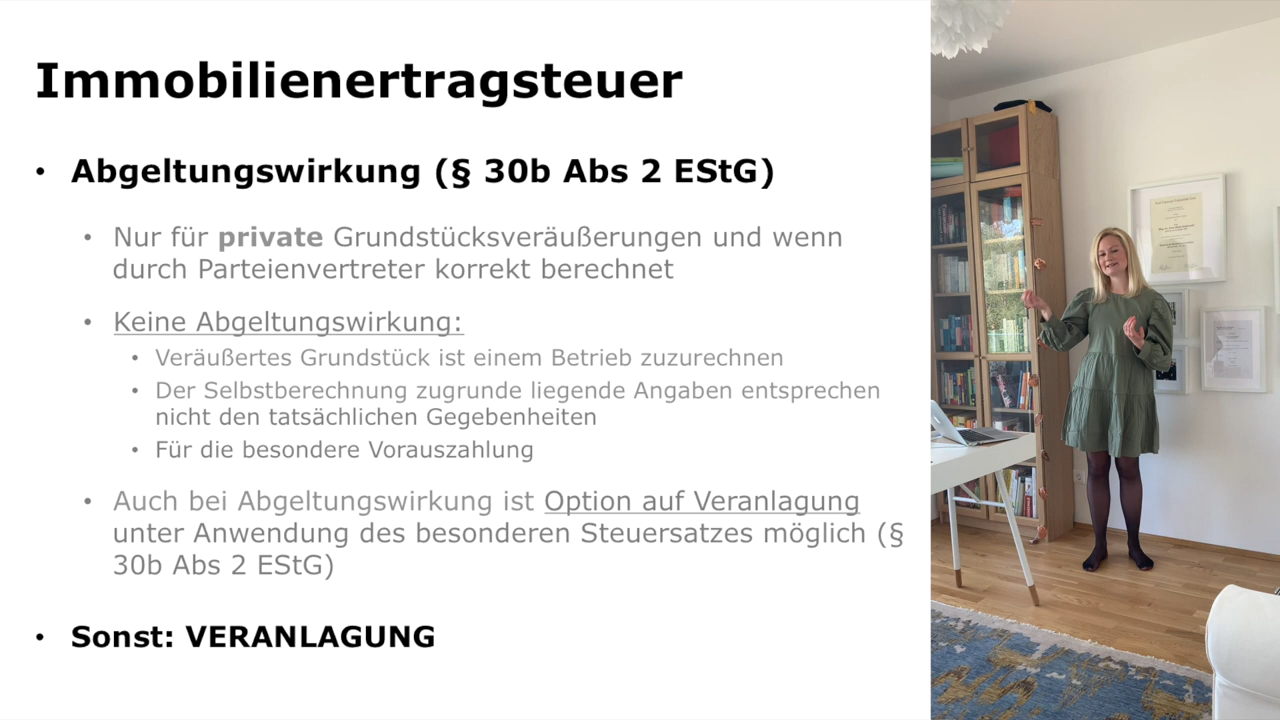 Immobilienertragsteuer
• Abgeltungswirkung (§ 30b Abs 2 EStG)
• Nur für private Grundstücksveräußerungen und wenn
durch Parteienvertreter korrekt berechnet
• Keine Abgeltungswirkung:
• Veräußertes Grundstück ist einem Betrieb zuzurechnen
• Der Selbstberechnung zugrunde liegende Angaben entsprechen
nicht den tatsächlichen Gegebenheiten
• Für die besondere Vorauszahlung
• Auch bei Abgeltungswirkung ist Option auf Veranlagung
unter Anwendung des besonderen Steuersatzes möglich (§
30b Abs 2 EStG)
• Sonst: VERANLAGUNG